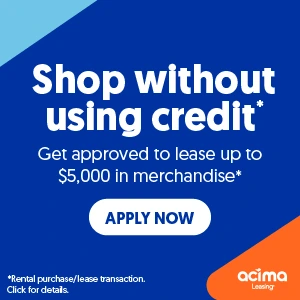 Shop without
using credit*
Get approved to lease up to
$5,000 in merchandise*
APPLY NOW
*Rental purchase/lease transaction.
Click for details.
acima
Leasing